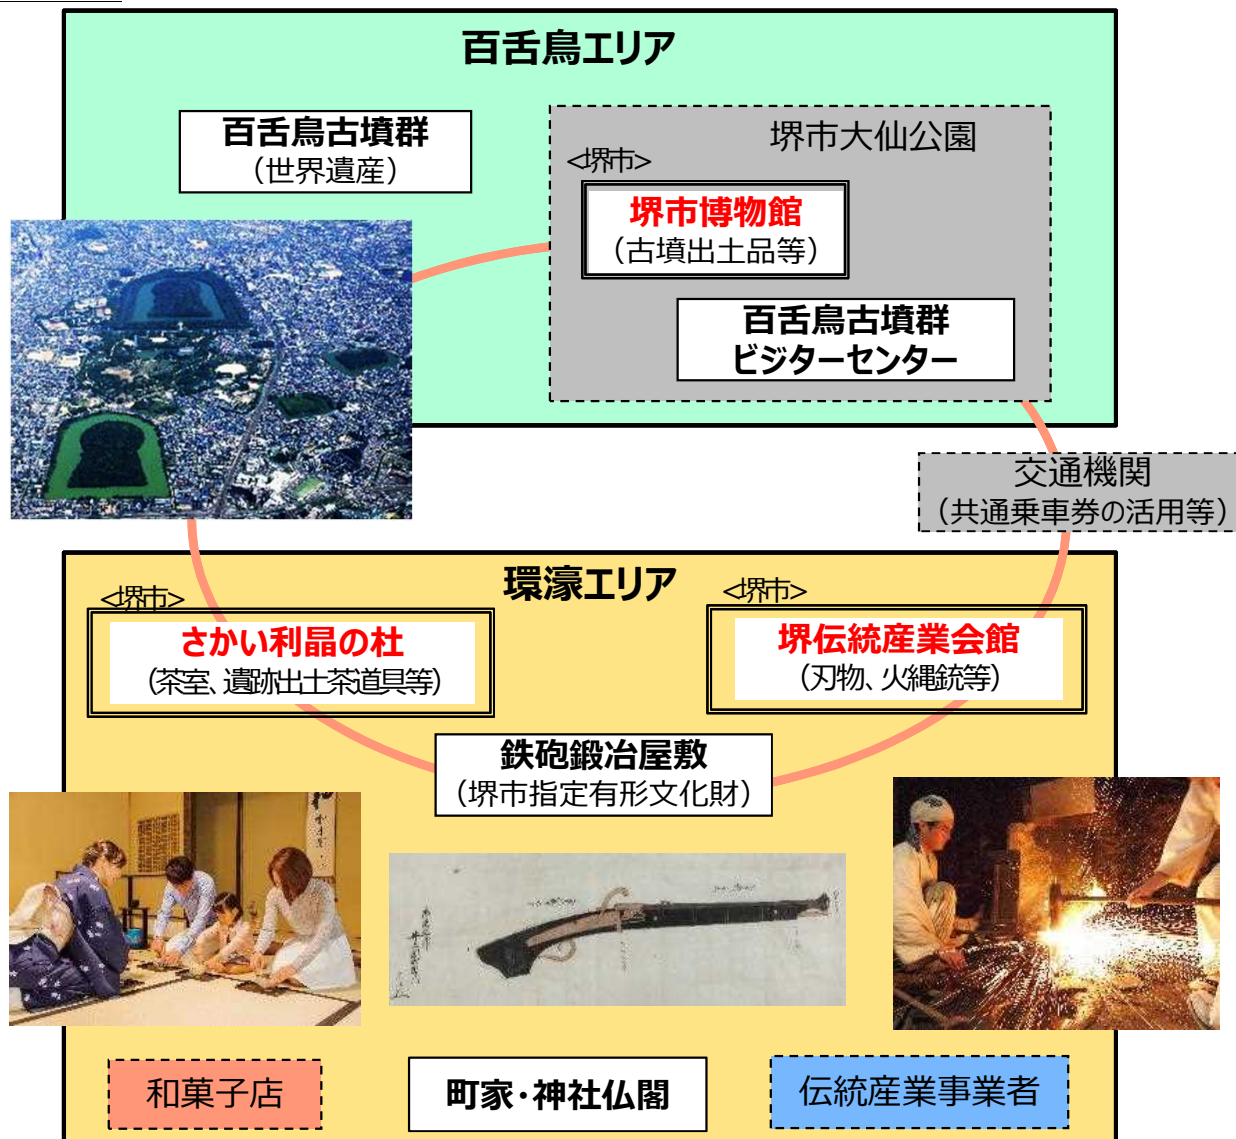 百舌鳥エリア
百舌鳥古墳群
（世界遺産）
堺市大仙公園
<堺市>
堺市博物館
（古墳出土品等）
百舌鳥古墳群
ビジターセンター
交通機関
（共通乗車券の活用等）
環濠エリア
<堺市>
さかい利晶の杜
（茶室、遺跡出土茶道具等）
<堺市>
堺伝統産業会館
（刃物、火縄銃等）
鉄砲鍛冶屋敷
（堺市指定有形文化財）
和菓子店
町家・神社仏閣
伝統産業事業者